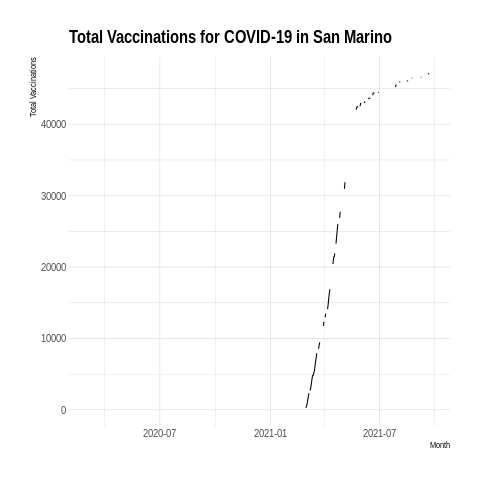 Total Vaccinations for COVID-19 in San Marino
Total Vaccinations
40000
30000
20000
10000
0
2020-07 2021-01 2021-07
Month